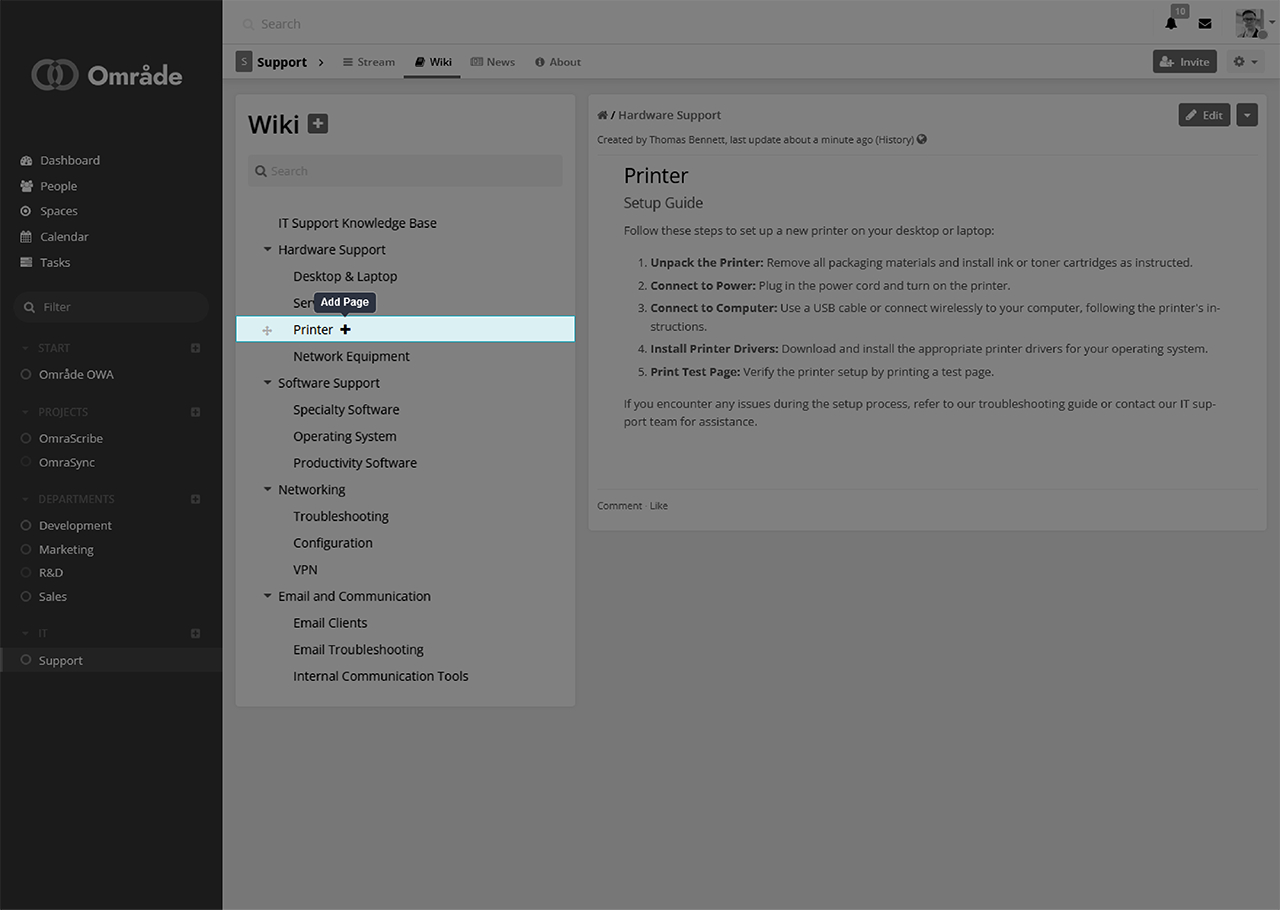 Område
Dashboard
People
Spaces
Calendar
Tasks
Filter
START
Område OWA
PROJECTS
OmraScribe
OmraSync
DEPARTMENTS
Development
Marketing
R&D
Sales
IT
Support
Search
10
S Support
Stream
Wiki
News
About
Invite
Wiki
Search
IT Support Knowledge Base
Hardware Support
Desktop & Laptop
Add Page
Printer
Network Equipment
Software Support
Specialty Software
Operating System
Productivity Software
Networking
Troubleshooting
Configuration
VPN
Email and Communication
Email Clients
Email Troubleshooting
Internal Communication Tools
/ Hardware Support
Edit
Created by Thomas Bennett, last update about a minute ago (History)
Printer
Setup Guide
Follow these steps to set up a new printer on your desktop or laptop:
1. Unpack the Printer: Remove all packaging materials and install ink or toner cartridges as instructed.
2. Connect to Power: Plug in the power cord and turn on the printer.
3. Connect to Computer: Use a USB cable or connect wirelessly to your computer, following the printer's in-
structions.
4. Install Printer Drivers: Download and install the appropriate printer drivers for your operating system.
5. Print Test Page: Verify the printer setup by printing a test page.
If you encounter any issues during the setup process, refer to our troubleshooting guide or contact our IT sup-
port team for assistance.
Comment · Like